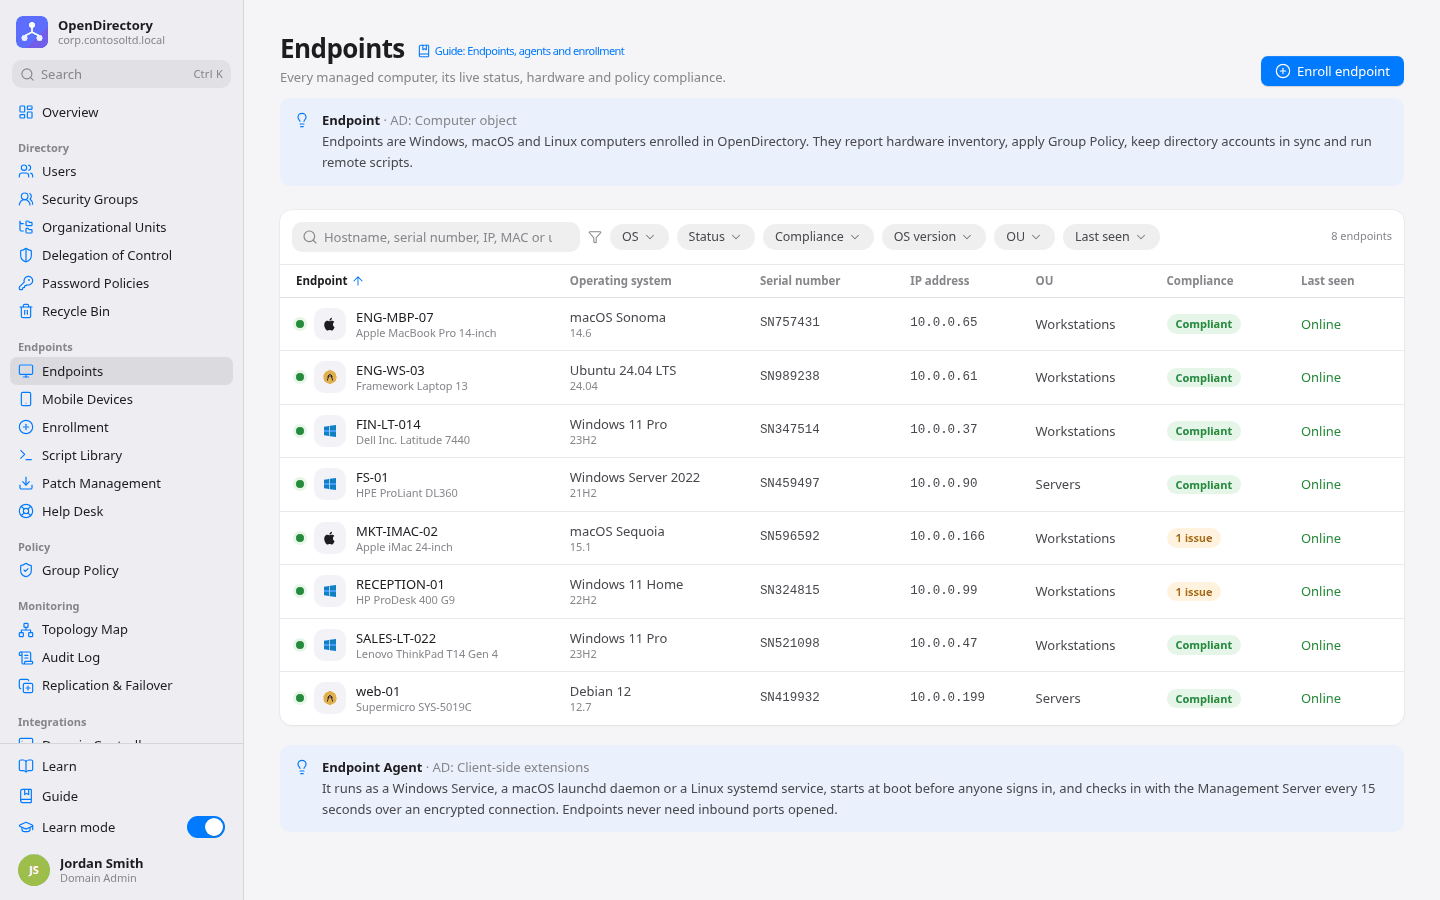 OpenDirectory
corp.contosoltd.local
Search Ctrl K
Overview
Directory
Users
Security Groups
Organizational Units
Delegation of Control
Password Policies
Recycle Bin
Endpoints
Endpoints
Mobile Devices
Enrollment
Script Library
Patch Management
Help Desk
Policy
Group Policy
Monitoring
Topology Map
Audit Log
Replication & Failover
Integrations
Learn
Guide
Learn mode
JS
Jordan Smith
Domain Admin
Endpoints Guide: Endpoints, agents and enrollment
Every managed computer, its live status, hardware and policy compliance.
Enroll endpoint
Endpoint · AD: Computer object
Endpoints are Windows, macOS and Linux computers enrolled in OpenDirectory. They report hardware inventory, apply Group Policy, keep directory accounts in sync and run
remote scripts.
Hostname, serial number, IP, MAC or OS Status Compliance OS version OU Last seen 8 endpoints
Endpoint Operating system Serial number IP address OU Compliance Last seen
ENG-MBP-07 macOS Sonoma SN757431 10.0.0.65 Workstations Compliant Online
Apple MacBook Pro 14-inch 14.6
ENG-WS-03 Ubuntu 24.04 LTS SN989238 10.0.0.61 Workstations Compliant Online
Framework Laptop 13 24.04
FIN-LT-014 Windows 11 Pro SN347514 10.0.0.37 Workstations Compliant Online
Dell Inc. Latitude 7440 23H2
FS-01 Windows Server 2022 SN459497 10.0.0.90 Servers Compliant Online
HPE ProLiant DL360 21H2
MKT-IMAC-02 macOS Sequoia SN596592 10.0.0.166 Workstations 1 issue Online
Apple iMac 24-inch 15.1
RECEPTION-01 Windows 11 Home SN324815 10.0.0.99 Workstations 1 issue Online
HP ProDesk 400 G9 22H2
SALES-LT-022 Windows 11 Pro SN521098 10.0.0.47 Workstations Compliant Online
Lenovo ThinkPad T14 Gen 4 23H2
web-01 Debian 12 SN419932 10.0.0.199 Servers Compliant Online
Supermicro SYS-5019C 12.7
Endpoint Agent · AD: Client-side extensions
It runs as a Windows Service, a macOS launchd daemon or a Linux systemd service, starts at boot before anyone signs in, and checks in with the Management Server every 15
seconds over an encrypted connection. Endpoints never need inbound ports opened.